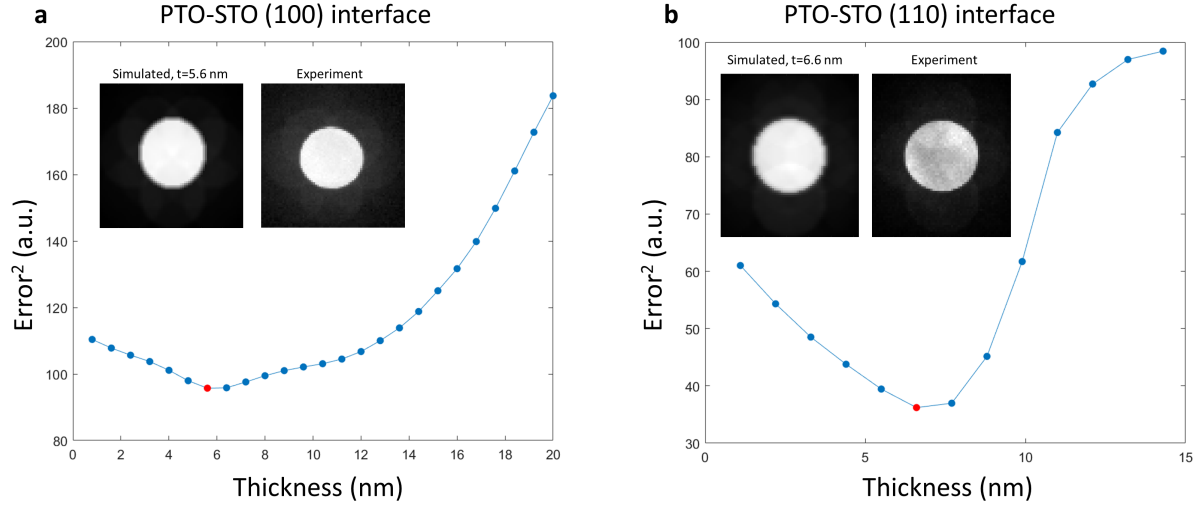 a
PTO-STO (100) interface
Simulated, t=5.6 nm
Experiment
200
180
160
140
120
100
80
Error² (a.u.)
0 2 4 6 8 10 12 14 16 18 20
Thickness (nm)
b
PTO-STO (110) interface
Simulated, t=6.6 nm
Experiment
100
90
80
70
60
50
40
30
Error² (a.u.)
0 5 10 15
Thickness (nm)